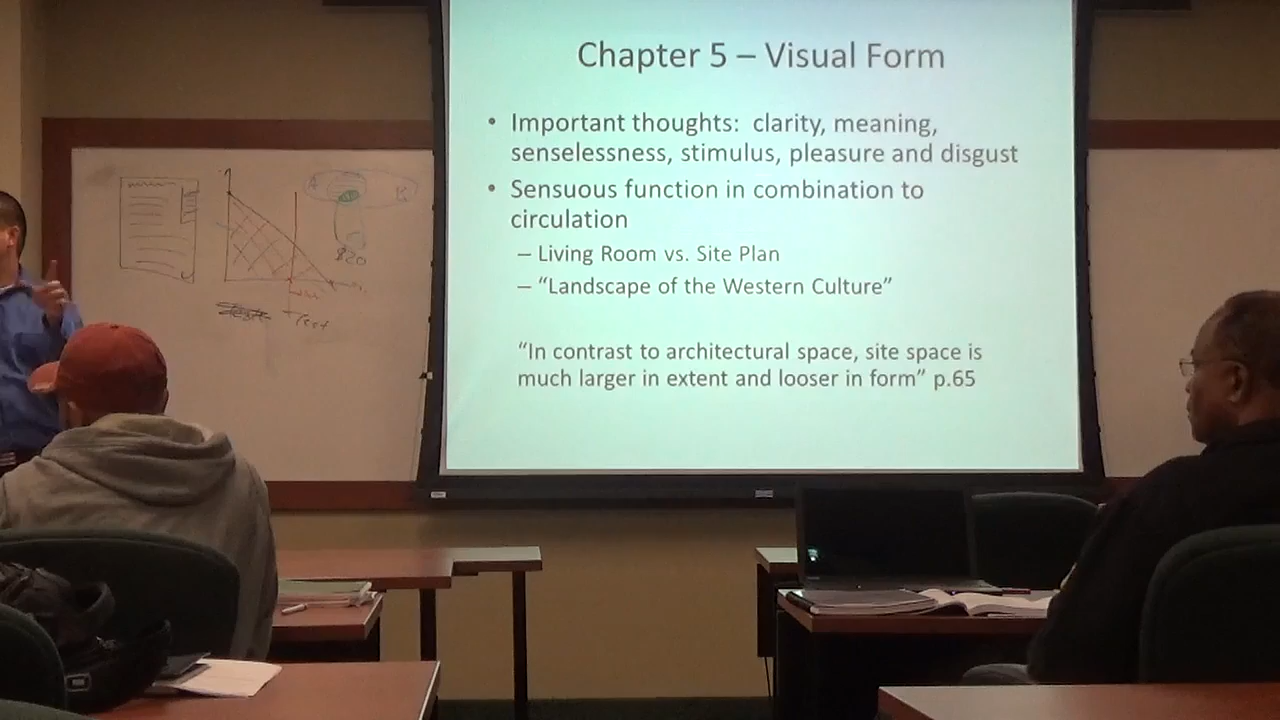 Chapter 5 – Visual Form
• Important thoughts:  clarity, meaning,
senselessness, stimulus, pleasure and disgust
• Sensuous function in combination to
circulation
– Living Room vs. Site Plan
– “Landscape of the Western Culture”
“In contrast to architectural space, site space is
much larger in extent and looser in form” p.65
A
K
$20